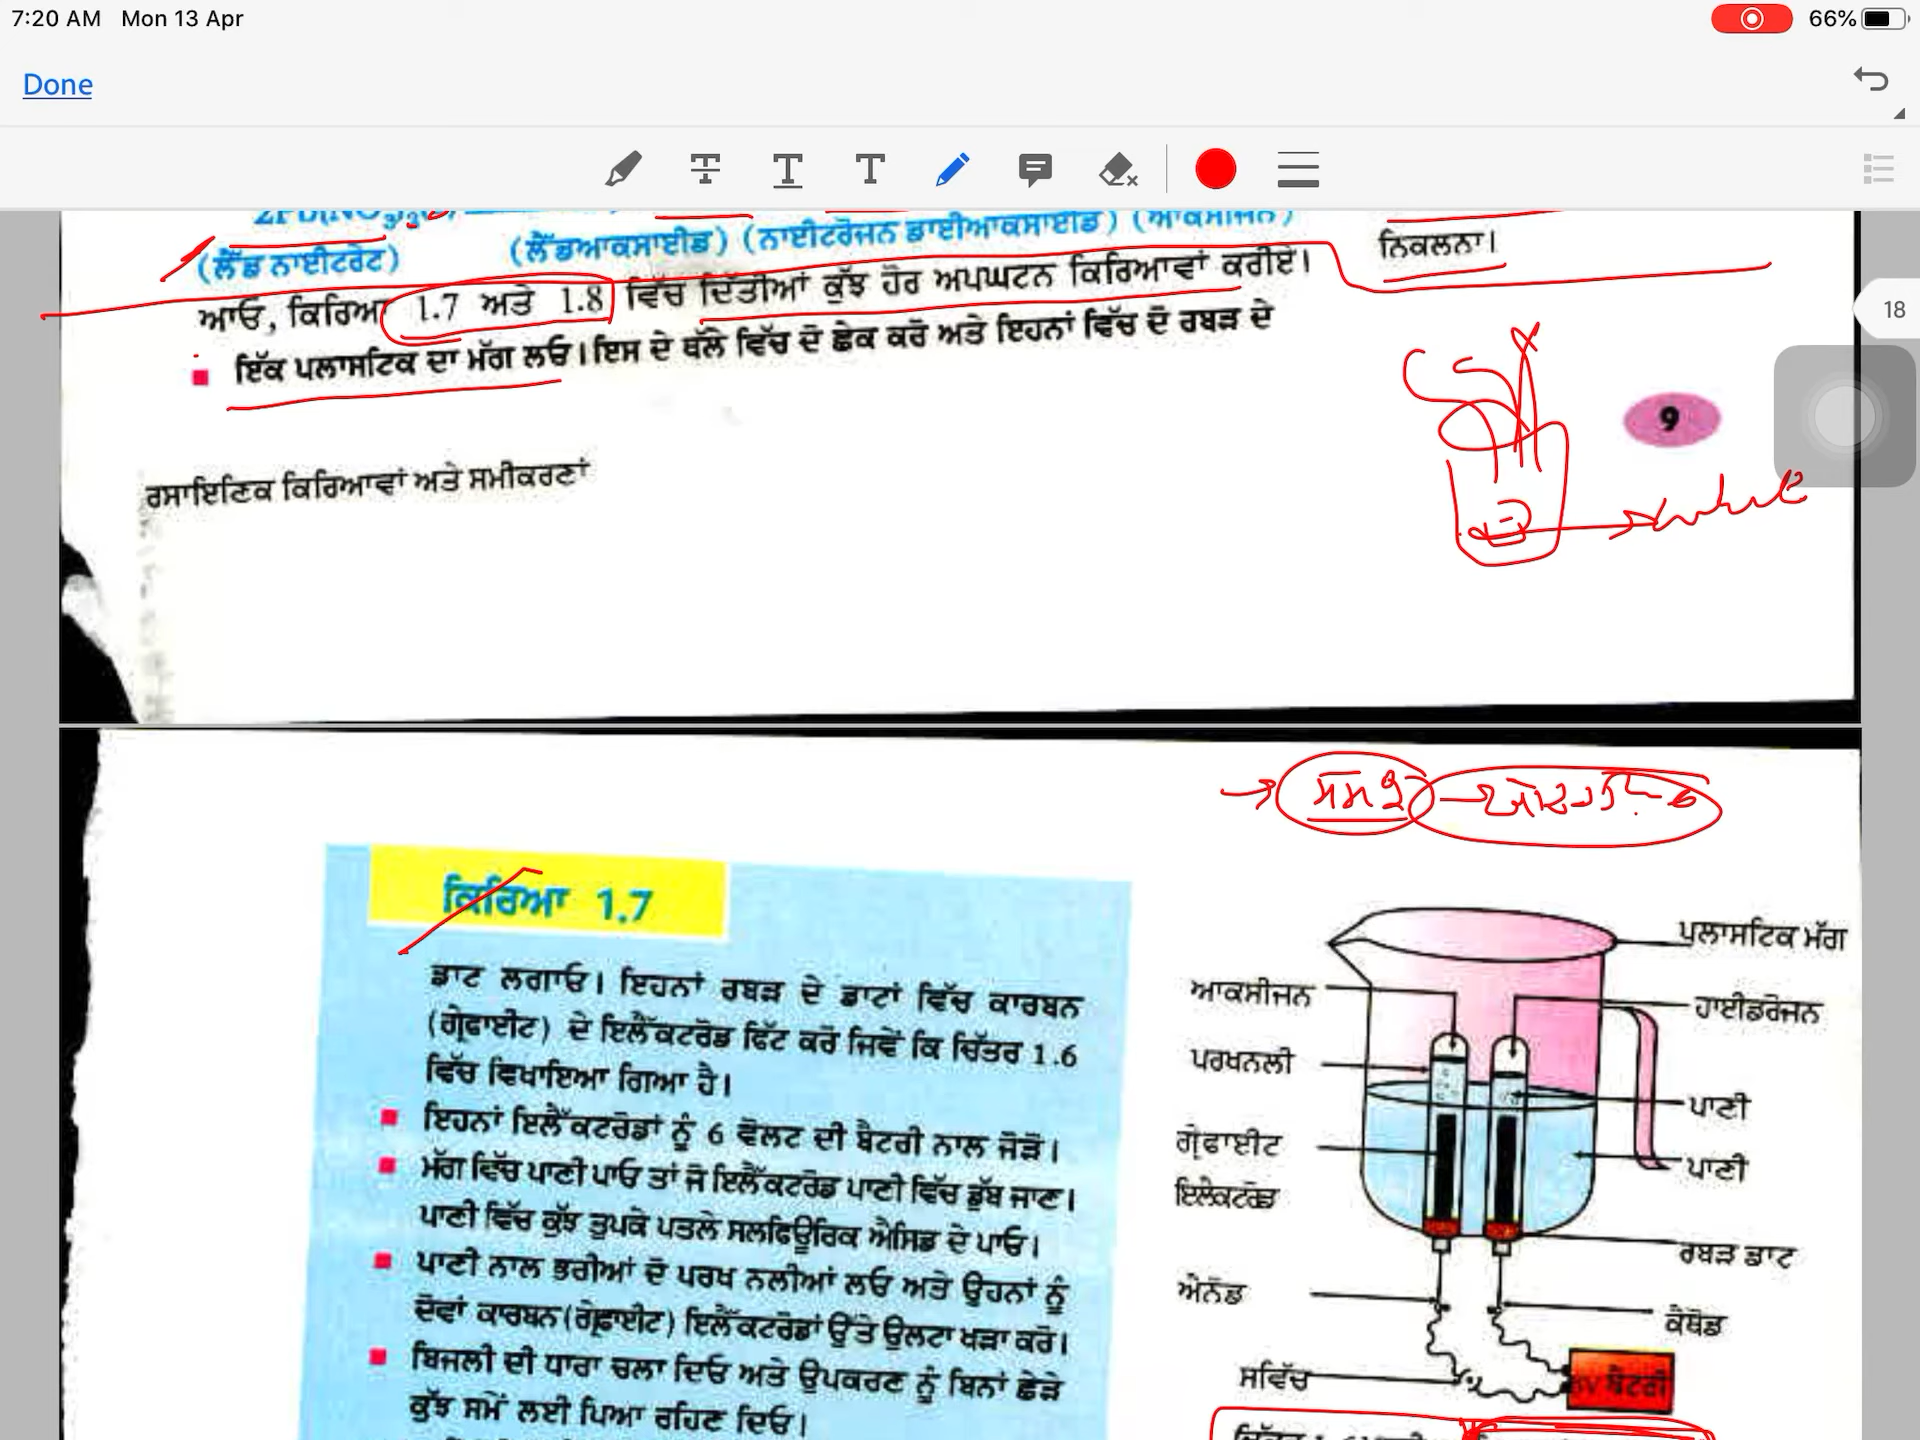 7:20 AM Mon 13 Apr
66%
Done
18
(ਲੈੱਡ ਨਾਈਟਰੇਟ) (ਲੈੱਡਆਕਸਾਈਡ) (ਨਾਈਟਰੋਜਨ ਡਾਈਆਕਸਾਈਡ) (ਆਕਸੀਜਨ)
ਨਿਕਲਨਾ।
ਆਓ, ਕਿਰਿਆ 1.7 ਅਤੇ 1.8 ਵਿੱਚ ਦਿੱਤੀਆਂ ਕੁੱਝ ਹੋਰ ਅਪਘਟਨ ਕਿਰਿਆਵਾਂ ਕਰੀਏ।
ਇੱਕ ਪਲਾਸਟਿਕ ਦਾ ਮੱਗ ਲਓ। ਇਸ ਦੇ ਥੱਲੇ ਵਿੱਚ ਦੋ ਛੇਕ ਕਰੋ ਅਤੇ ਇਹਨਾਂ ਵਿੱਚ ਦੋ ਰਬੜ ਦੇ
9
ਰਸਾਇਣਿਕ ਕਿਰਿਆਵਾਂ ਅਤੇ ਸਮੀਕਰਣਾਂ
ਕਿਰਿਆ 1.7
ਡਾਟ ਲਗਾਓ। ਇਹਨਾਂ ਰਬੜ ਦੇ ਡਾਟਾਂ ਵਿੱਚ ਕਾਰਬਨ
(ਗ੍ਰੇਫਾਈਟ) ਦੇ ਇਲੈੱਕਟਰੋਡ ਫਿੱਟ ਕਰੋ ਜਿਵੇਂ ਕਿ ਚਿੱਤਰ 1.6
ਵਿੱਚ ਵਿਖਾਇਆ ਗਿਆ ਹੈ।
ਇਹਨਾਂ ਇਲੈੱਕਟਰੋਡਾਂ ਨੂੰ 6 ਵੋਲਟ ਦੀ ਬੈਟਰੀ ਨਾਲ ਜੋੜੋ।
ਮੱਗ ਵਿੱਚ ਪਾਣੀ ਪਾਓ ਤਾਂ ਜੋ ਇਲੈੱਕਟਰੋਡ ਪਾਣੀ ਵਿੱਚ ਡੁੱਬ ਜਾਣ।
ਪਾਣੀ ਵਿੱਚ ਕੁੱਝ ਤੁਪਕੇ ਪਤਲੇ ਸਲਫਿਊਰਿਕ ਐਸਿਡ ਦੇ ਪਾਓ।
ਪਾਣੀ ਨਾਲ ਭਰੀਆਂ ਦੋ ਪਰਖ ਨਲੀਆਂ ਲਓ ਅਤੇ ਉਹਨਾਂ ਨੂੰ
ਦੋਵਾਂ ਕਾਰਬਨ (ਗ੍ਰੇਫਾਈਟ) ਇਲੈੱਕਟਰੋਡਾਂ ਉੱਤੇ ਉਲਟਾ ਖੜਾ ਕਰੋ।
ਬਿਜਲੀ ਦੀ ਧਾਰਾ ਚਲਾ ਦਿਓ ਅਤੇ ਉਪਕਰਣ ਨੂੰ ਬਿਨਾਂ ਛੇੜੇ
ਕੁੱਝ ਸਮੇਂ ਲਈ ਪਿਆ ਰਹਿਣ ਦਿਓ।
ਪਲਾਸਟਿਕ ਮੱਗ
ਆਕਸੀਜਨ
ਹਾਈਡਰੋਜਨ
ਪਰਖਨਲੀ
ਪਾਣੀ
ਗ੍ਰੇਫਾਈਟ
ਪਾਣੀ
ਇਲੈਕਟਰੋਡ
ਰਬੜ ਡਾਟ
ਐਨੋਡ
ਕੈਥੋਡ
ਸਵਿੱਚ
6V ਬੈਟਰੀ